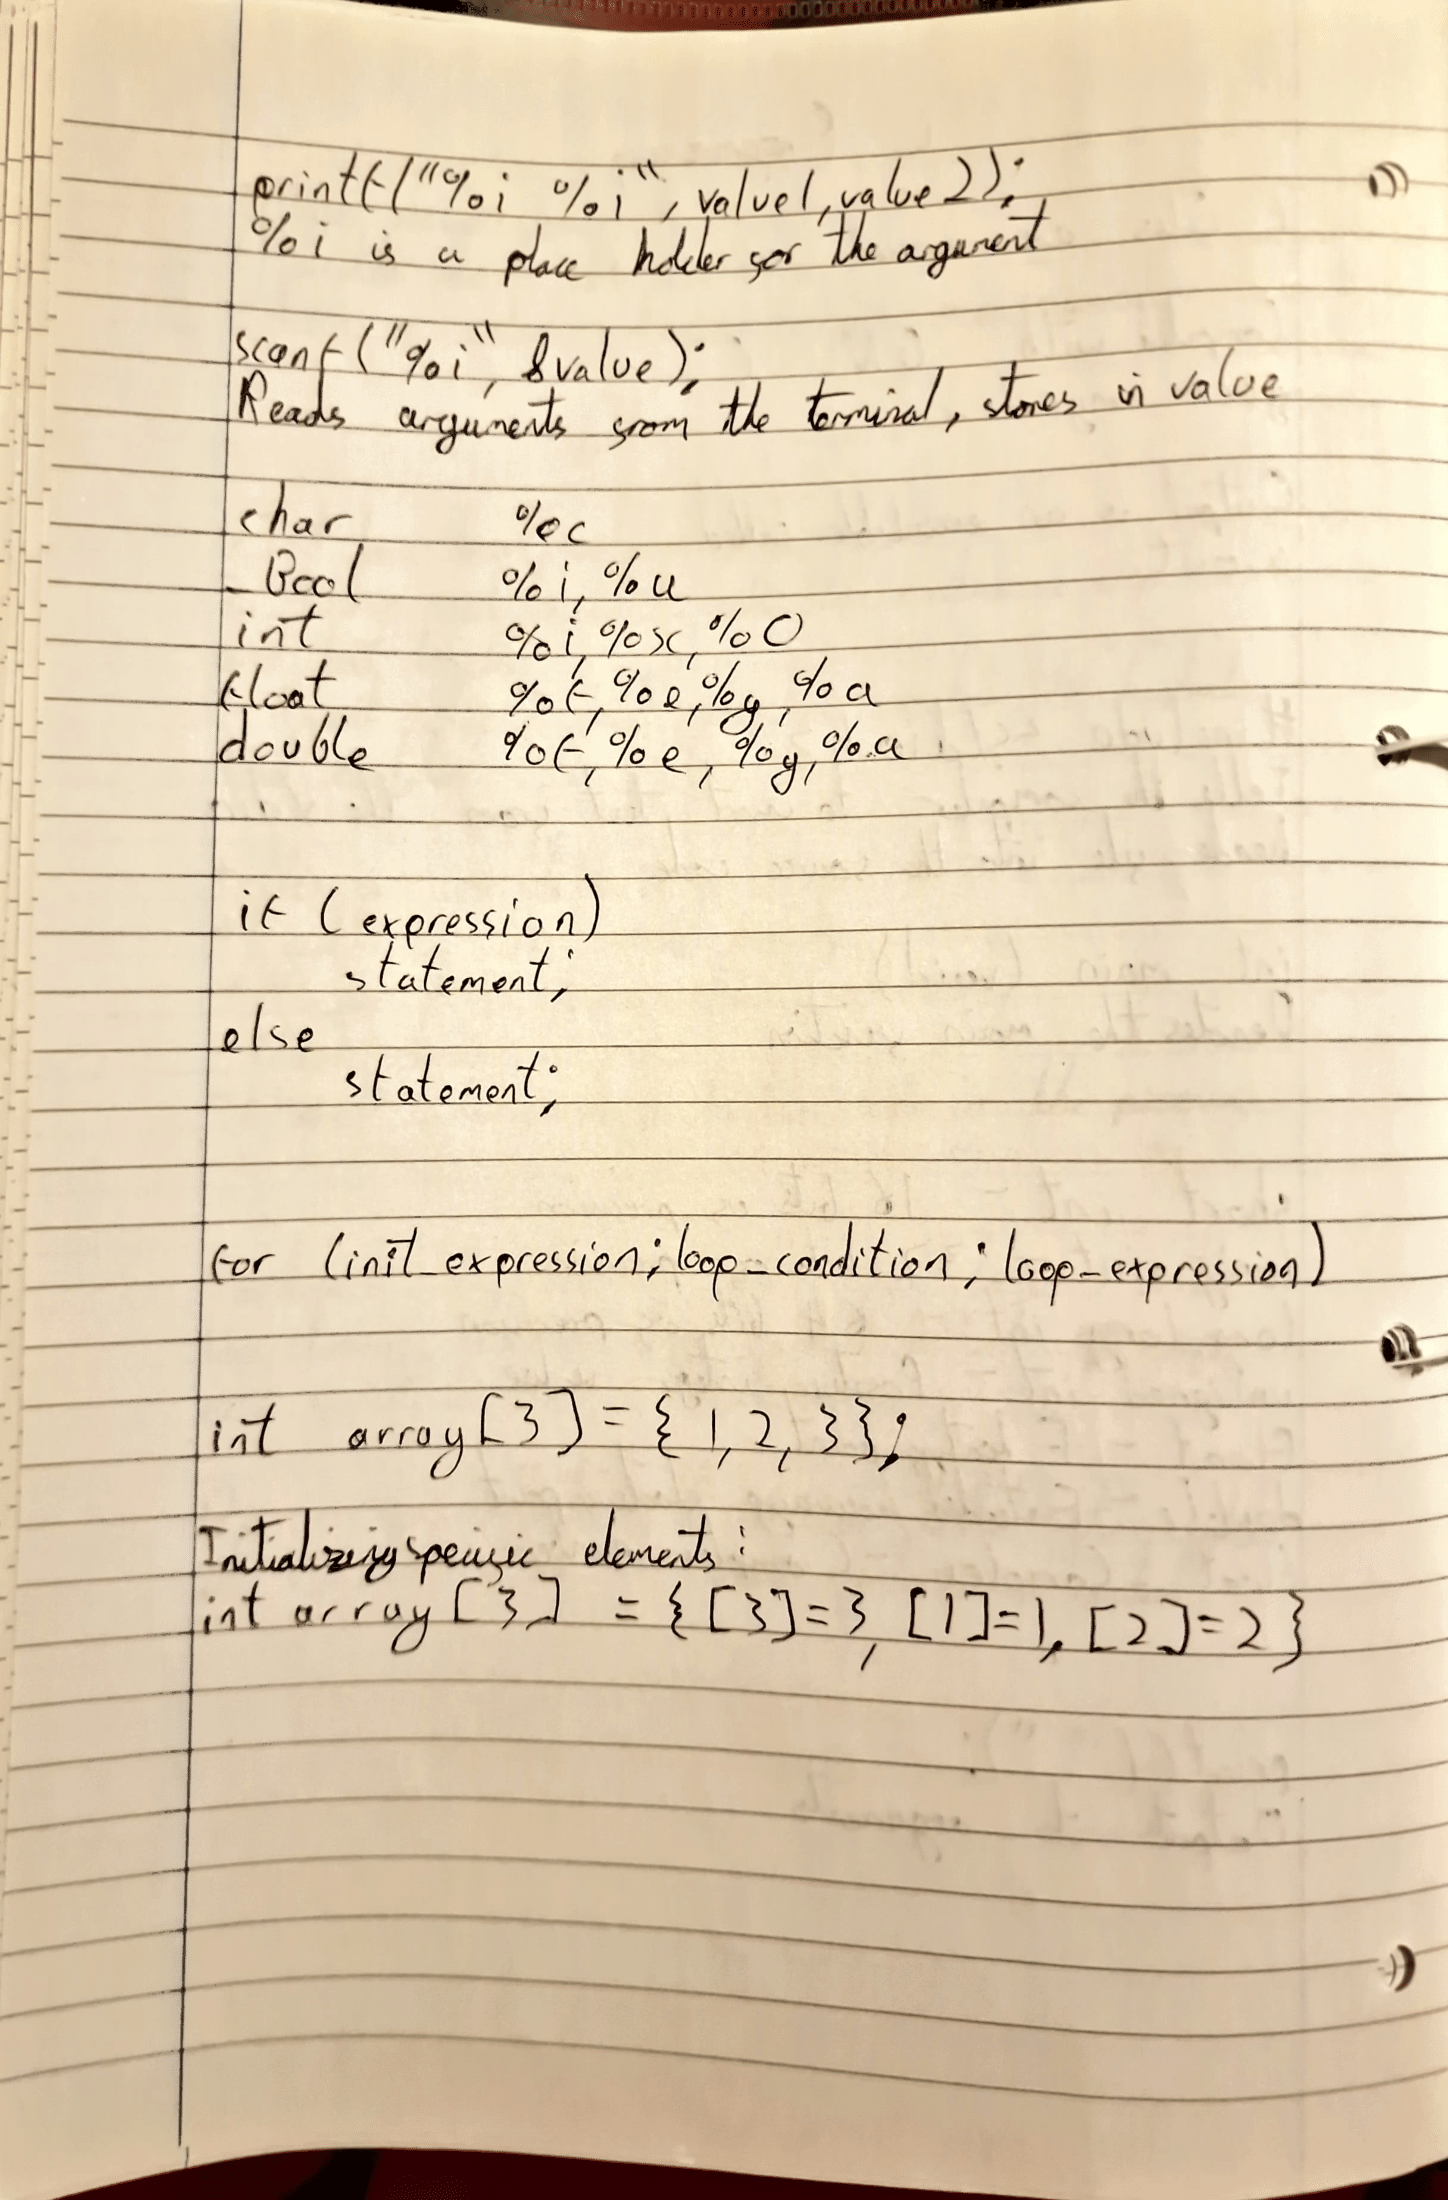 printf("%i %i", value1, value2);
%i is a place holder for the argument
scanf("%i", &value);
Reads arguments from the terminal, stores in value
char %c
_Bool %i, %u
int %i, %x, %o
float %f, %e, %g, %a
double %f, %e, %g, %a
if (expression)
statement;
else
statement;
for (init_expression; loop_condition; loop_expression)
int array[3] = {1, 2, 3};
Initializing specific elements:
int array[3] = {[3]=3, [1]=1, [2]=2}